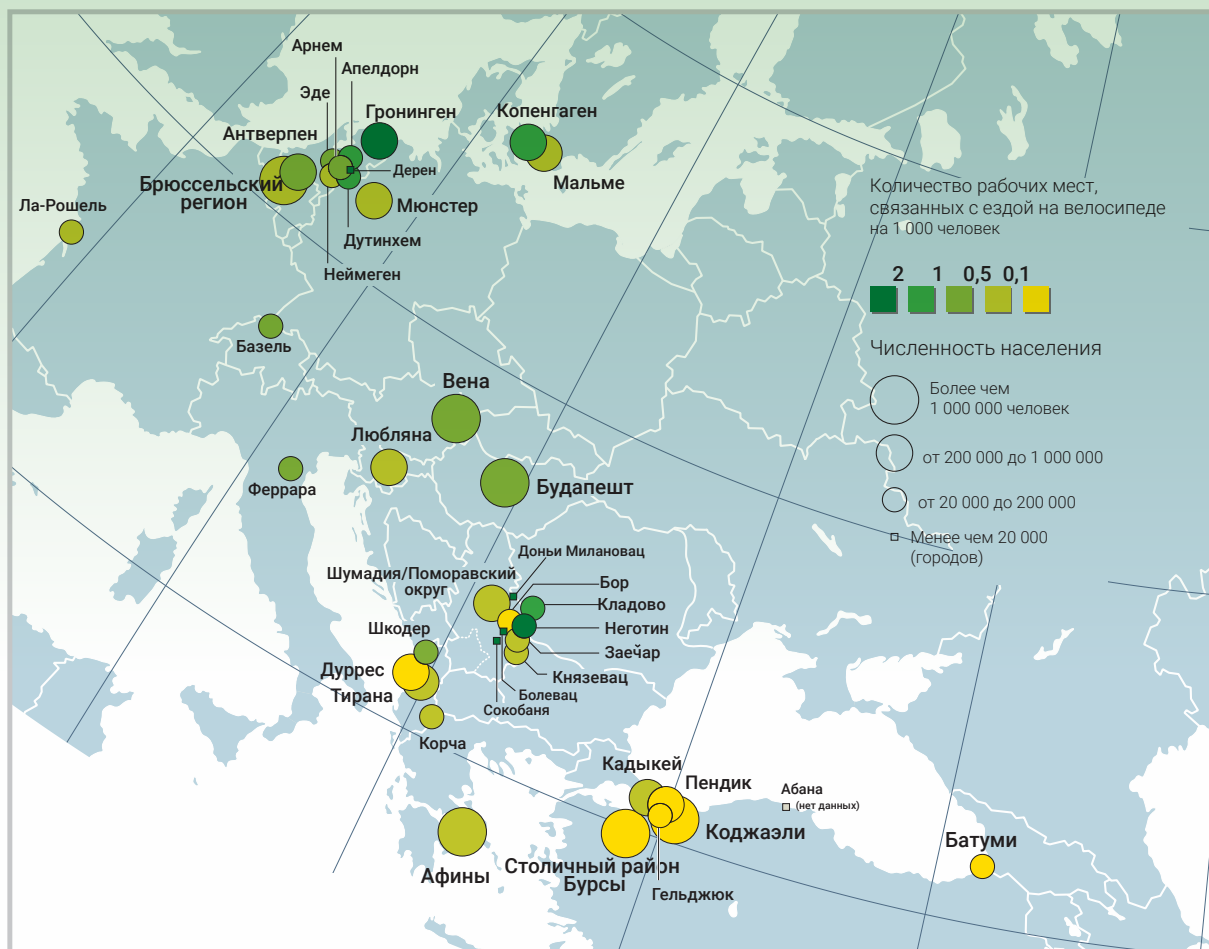 Арнем
Апелдорн
Эде
Гронинген
Копенгаген
Антверпен
Дерен
Брюссельский
регион
Мальме
Ла-Рошель
Мюнстер
Дутинхем
Неймеген
Базель
Вена
Любляна
Феррара
Будапешт
Доньи Милановац
Шумадия/Поморавский
округ
Бор
Кладово
Шкодер
Неготин
Заечар
Дуррес
Тирана
Князевац
Болевац
Сокобаня
Корча
Кадыкей
Пендик
Абана
(нет данных)
Коджаэли
Батуми
Афины
Столичный район
Бурсы
Гельджюк
Количество рабочих мест,
связанных с ездой на велосипеде
на 1 000 человек
2 1 0,5 0,1
Численность населения
Более чем
1 000 000 человек
от 200 000 до 1 000 000
от 20 000 до 200 000
Менее чем 20 000
(городов)